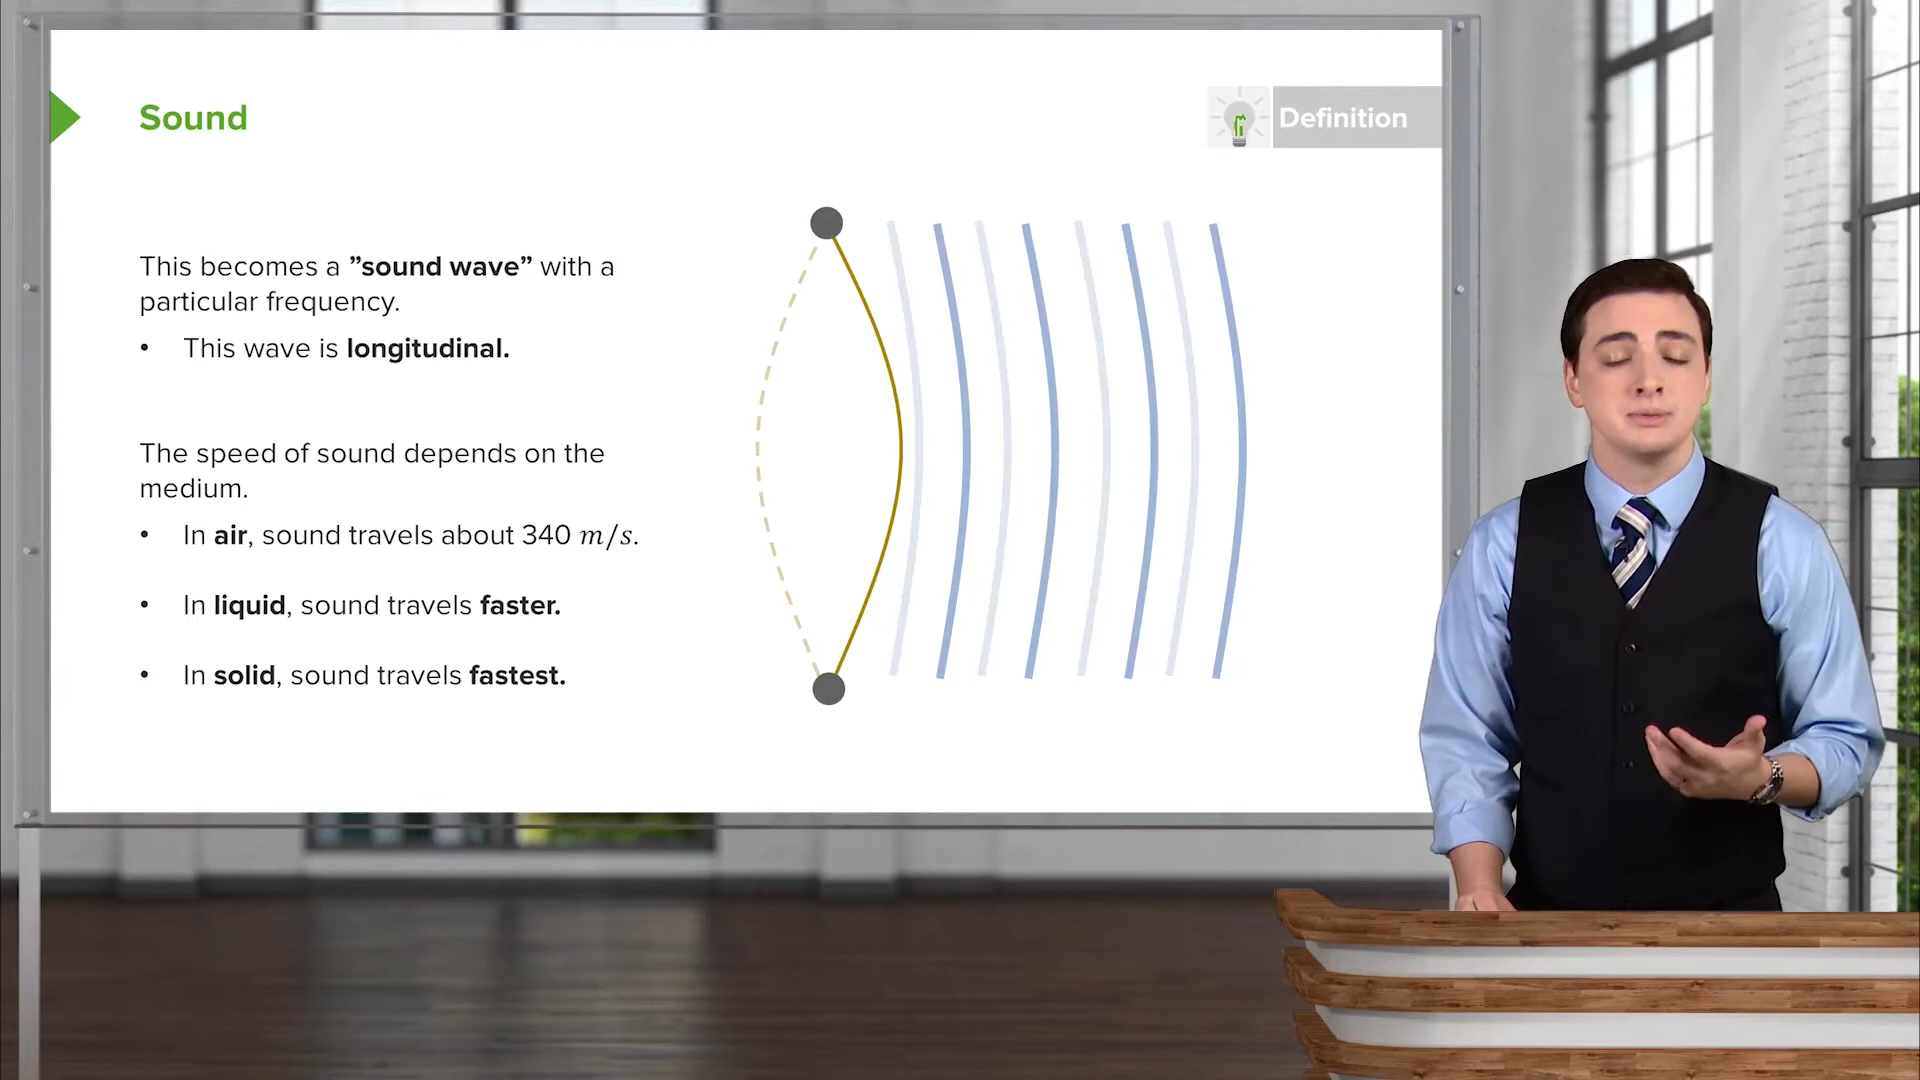 Sound
Definition
This becomes a ”sound wave” with a
particular frequency.
• This wave is longitudinal.
The speed of sound depends on the
medium.
• In air, sound travels about 340 m/s.
• In liquid, sound travels faster.
• In solid, sound travels fastest.